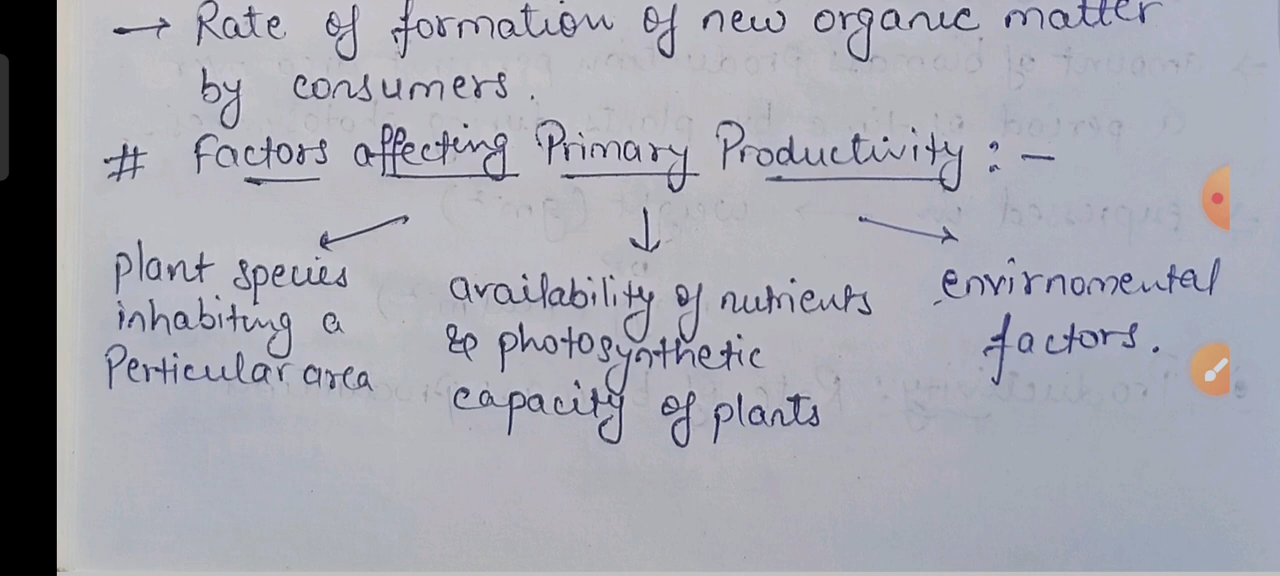 → Rate of formation of new organic matter
by consumers.
# Factors affecting Primary Productivity : -
plant species
inhabiting a
Perticular area
availability of nutrients
& photosynthetic
capacity of plants
envirnomental
factors.